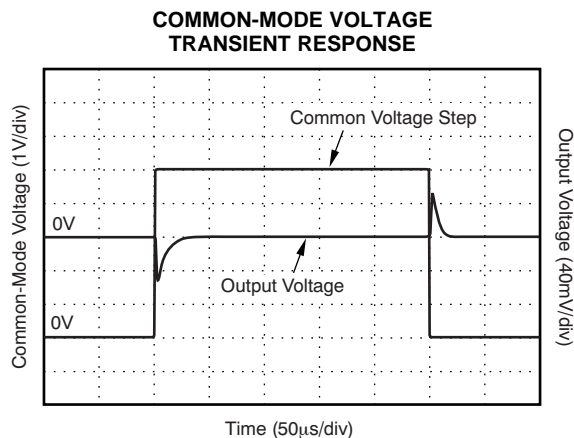 COMMON-MODE VOLTAGE
TRANSIENT RESPONSE
Common-Mode Voltage (1V/div)
Output Voltage (40mV/div)
Common Voltage Step
0V
Output Voltage
0V
Time (50µs/div)